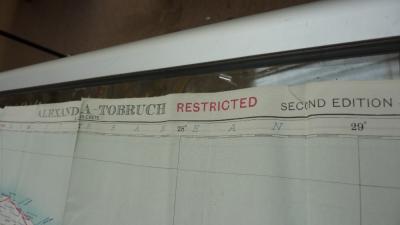 ALEXANDRIA-TOBRUCH RESTRICTED SECOND EDITION
28° E A N 29°